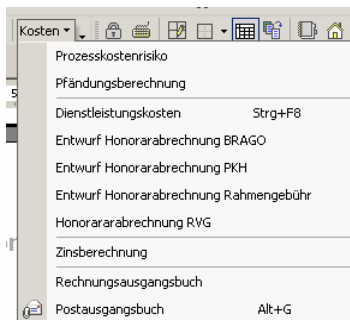 Kosten
Prozesskostenrisiko
Pfändungsberechnung
Dienstleistungskosten Strg+F8
Entwurf Honorarabrechnung BRAGO
Entwurf Honorarabrechnung PKH
Entwurf Honorarabrechnung Rahmengebühr
Honorararabrechnung RVG
Zinsberechnung
Rechnungsausgangsbuch
Postausgangsbuch Alt+G